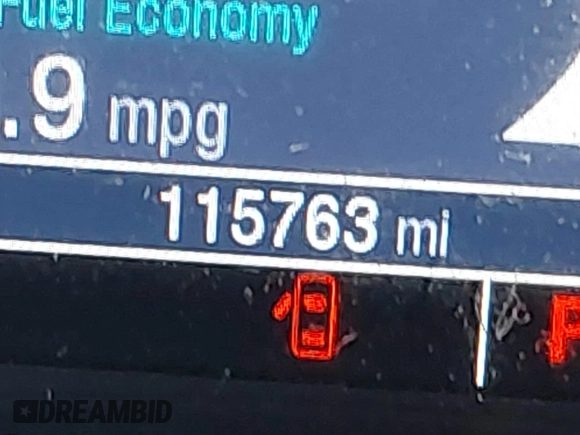 Fuel Economy
.9 mpg
115763 mi
DREAMBID